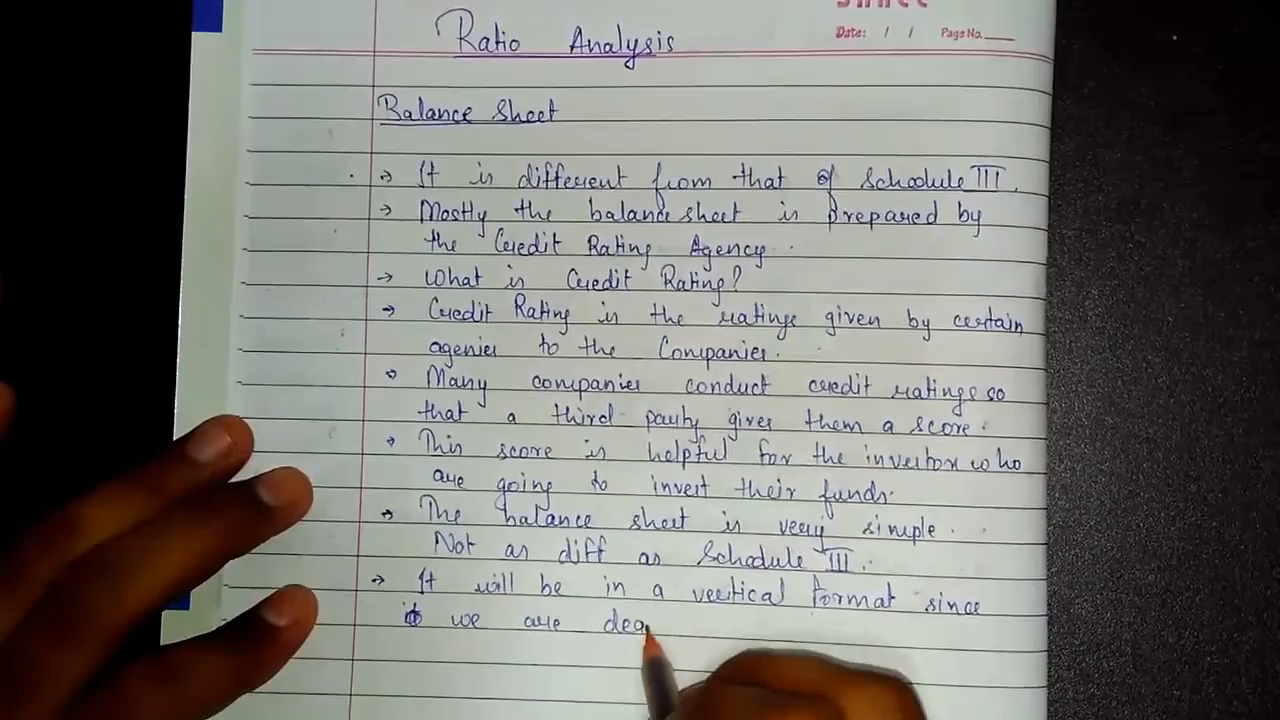 Date: / / Page No.
Ratio Analysis
Balance Sheet
→ It is different from that of Schedule III.
→ Mostly the balance sheet is prepared by
the Credit Rating Agency.
→ What is Credit Rating?
→ Credit Rating is the ratings given by certain
agenies to the Companies.
→ Many companies conduct credit ratings so
that a third party gives them a score.
→ This score is helpful for the investor who
are going to invest their funds.
→ The balance sheet is very simple.
Not as diff as Schedule III.
→ It will be in a vertical format since
we are dea